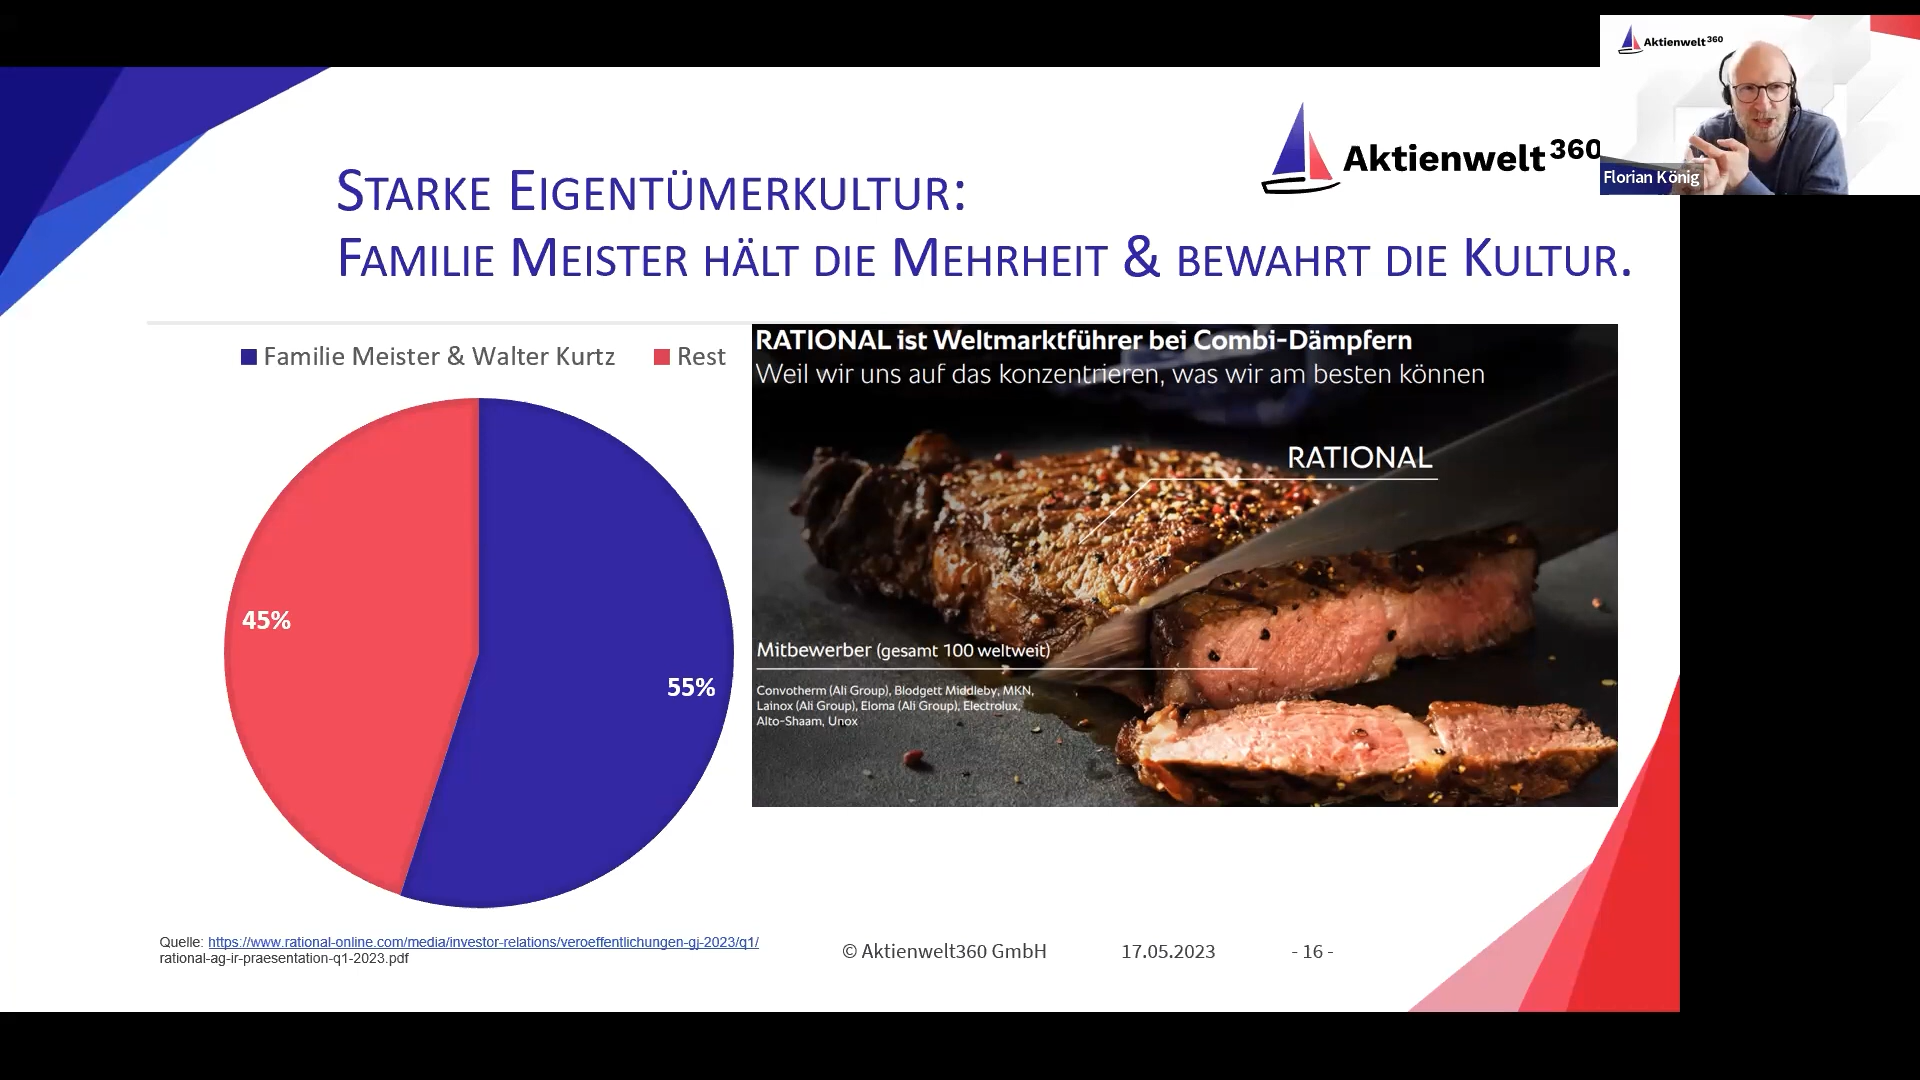 Aktienwelt360
Florian König
Aktienwelt360
STARKE EIGENTÜMERKULTUR:
FAMILIE MEISTER HÄLT DIE MEHRHEIT & BEWAHRT DIE KULTUR.
Familie Meister & Walter Kurtz
Rest
45%
55%
RATIONAL ist Weltmarktführer bei Combi-Dämpfern
Weil wir uns auf das konzentrieren, was wir am besten können
RATIONAL
Mitbewerber (gesamt 100 weltweit)
Convotherm (Ali Group), Blodgett Middleby, MKN,
Lainox (Ali Group), Eloma (Ali Group), Electrolux,
Alto-Shaam, Unox
Quelle: https://www.rational-online.com/media/investor-relations/veroeffentlichungen-gj-2023/q1/
rational-ag-ir-praesentation-q1-2023.pdf
© Aktienwelt360 GmbH
17.05.2023
- 16 -